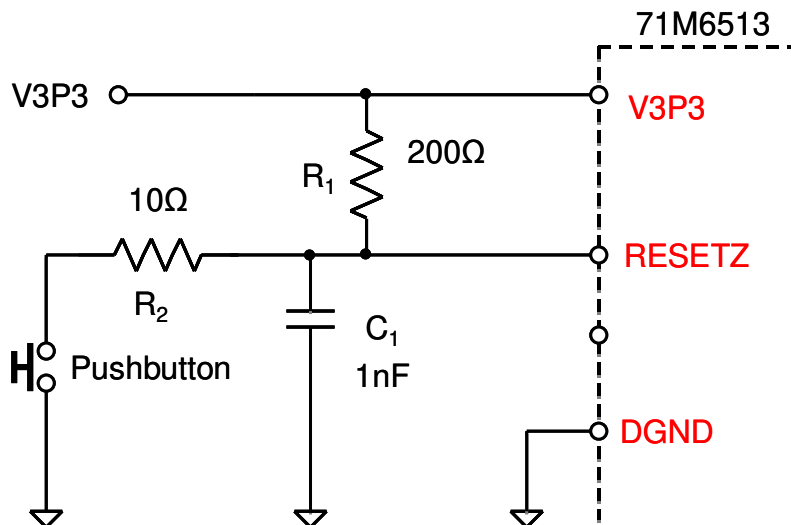 71M6513
V3P3
V3P3
200Ω
R₁
10Ω
RESETZ
R₂
C₁
Pushbutton
1nF
DGND